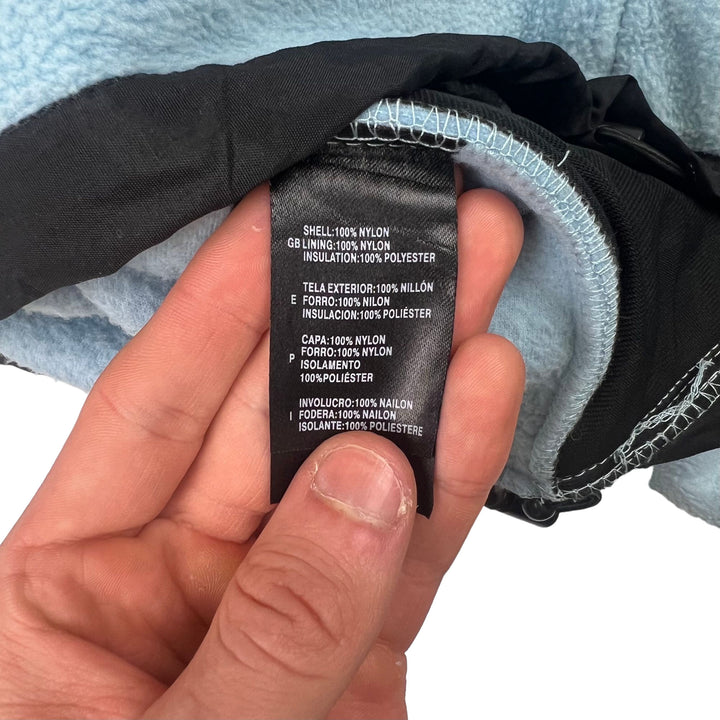 SHELL:100% NYLON
GB LINING:100% NYLON
INSULATION:100% POLYESTER
TELA EXTERIOR:100% NILLÓN
E FORRO:100% NILON
INSULACION:100% POLIÉSTER
CAPA:100% NYLON
P FORRO:100% NYLON
ISOLAMENTO
100%POLIÉSTER
INVOLUCRO:100% NAILON
I FODERA:100% NAILON
ISOLANTE:100% POLIESTERE